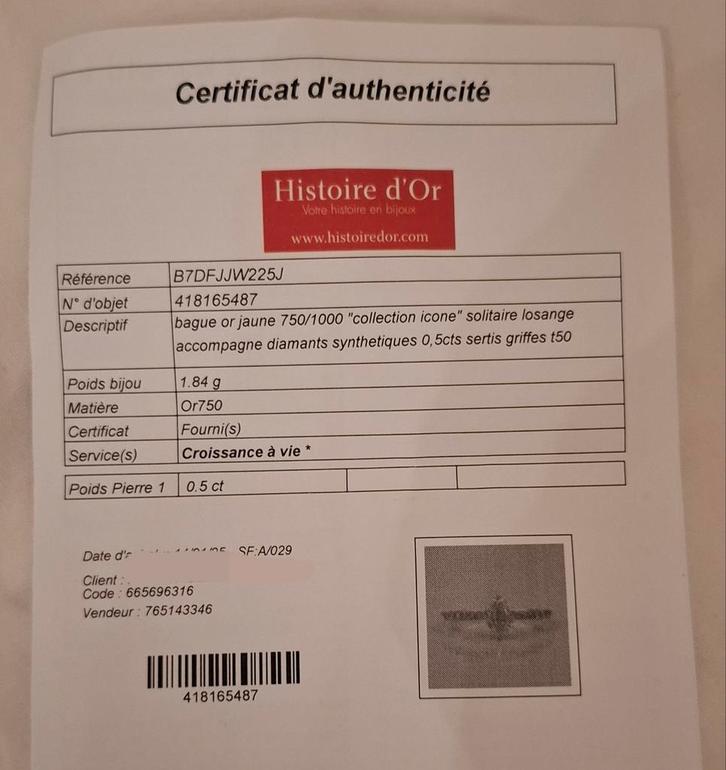 Certificat d'authenticité
Histoire d'Or
Votre histoire en bijoux
www.histoiredor.com
Référence B7DFJJW225J
N° d'objet 418165487
Descriptif bague or jaune 750/1000 "collection icone" solitaire losange
accompagne diamants synthetiques 0,5cts sertis griffes t50
Poids bijou 1.84 g
Matière Or750
Certificat Fourni(s)
Service(s) Croissance à vie *
Poids Pierre 1 0.5 ct
Date SF:A/029
Client :
Code : 665696316
Vendeur : 765143346
418165487